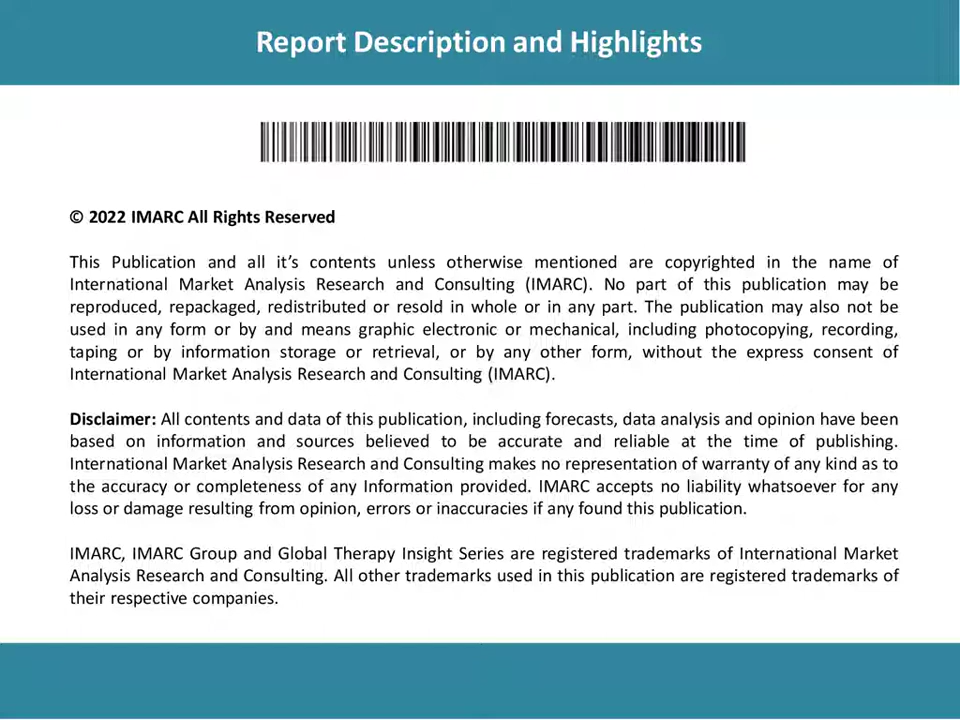 Report Description and Highlights
© 2022 IMARC All Rights Reserved
This Publication and all it’s contents unless otherwise mentioned are copyrighted in the name of
International Market Analysis Research and Consulting (IMARC). No part of this publication may be
reproduced, repackaged, redistributed or resold in whole or in any part. The publication may also not be
used in any form or by and means graphic electronic or mechanical, including photocopying, recording,
taping or by information storage or retrieval, or by any other form, without the express consent of
International Market Analysis Research and Consulting (IMARC).
Disclaimer: All contents and data of this publication, including forecasts, data analysis and opinion have been
based on information and sources believed to be accurate and reliable at the time of publishing.
International Market Analysis Research and Consulting makes no representation of warranty of any kind as to
the accuracy or completeness of any Information provided. IMARC accepts no liability whatsoever for any
loss or damage resulting from opinion, errors or inaccuracies if any found this publication.
IMARC, IMARC Group and Global Therapy Insight Series are registered trademarks of International Market
Analysis Research and Consulting. All other trademarks used in this publication are registered trademarks of
their respective companies.